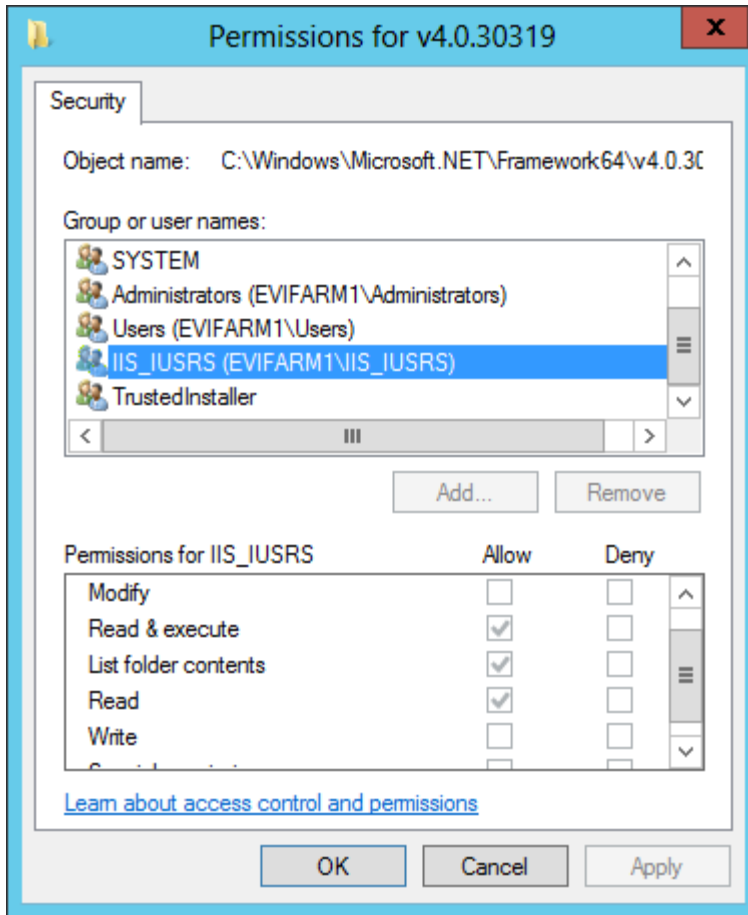 Permissions for v4.0.30319
Security
Object name: C:\Windows\Microsoft.NET\Framework64\v4.0.30
Group or user names:
SYSTEM
Administrators (EVIFARM1\Administrators)
Users (EVIFARM1\Users)
IIS_IUSRS (EVIFARM1\IIS_IUSRS)
TrustedInstaller
Add... Remove
Permissions for IIS_IUSRS Allow Deny
Modify
Read & execute
List folder contents
Read
Write
Learn about access control and permissions
OK Cancel Apply